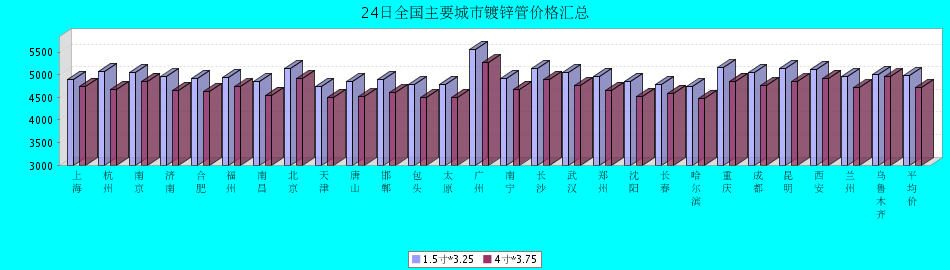 24日全国主要城市镀锌管价格汇总
5500
5000
4500
4000
3500
3000
上海 杭州 南京 济南 合肥 福州 南昌 北京 天津 唐山 邯郸 包头 太原 广州 南宁 长沙 武汉 郑州 沈阳 长春 哈尔滨 重庆 成都 昆明 西安 兰州 乌鲁木齐 平均价
1.5寸*3.25 4寸*3.75